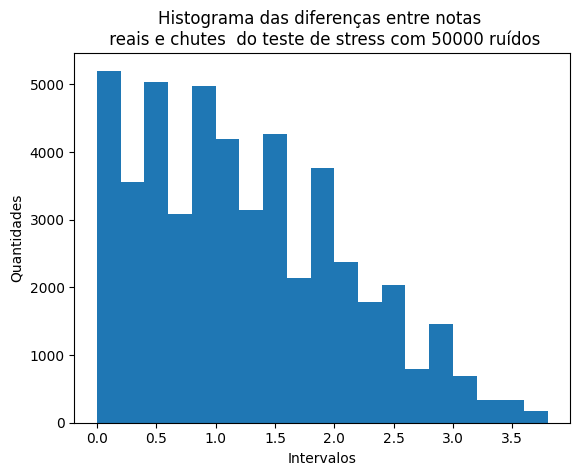 Histograma das diferenças entre notas
reais e chutes  do teste de stress com 50000 ruídos
Quantidades
5000
4000
3000
2000
1000
0
0.0 0.5 1.0 1.5 2.0 2.5 3.0 3.5
Intervalos